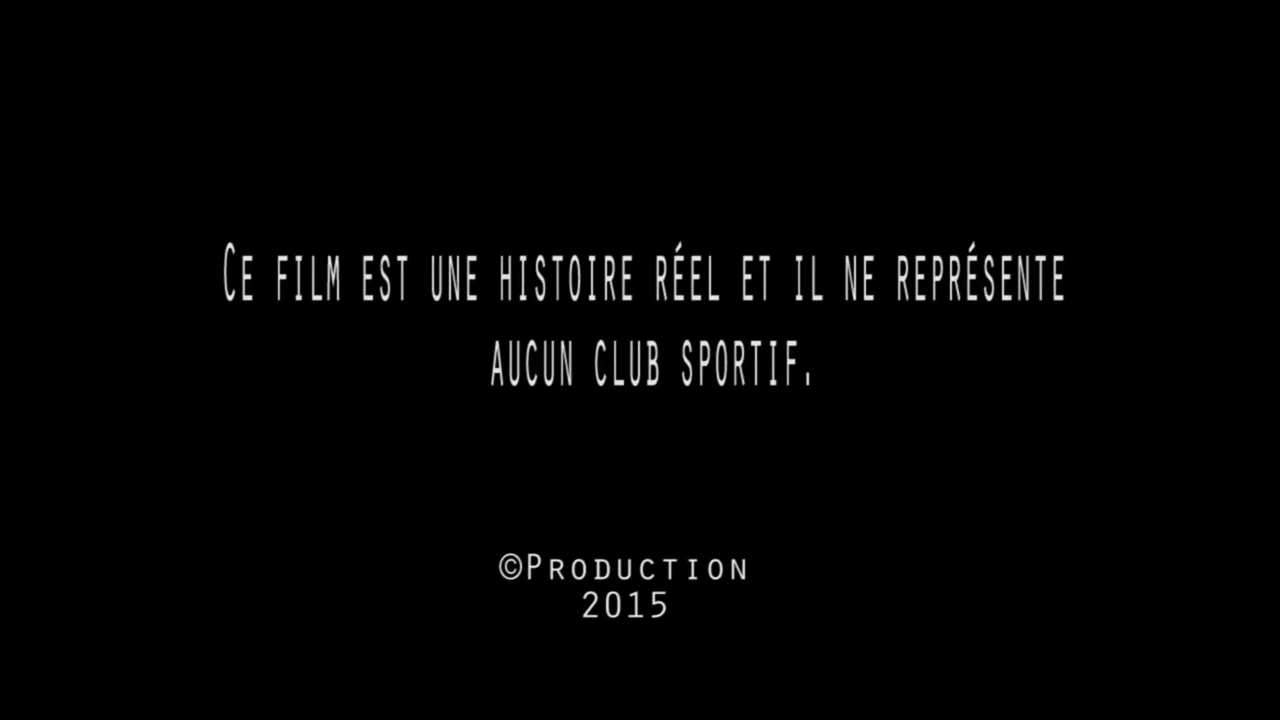 Ce film est une histoire réel et il ne représente
aucun club sportif.
©Production
2015